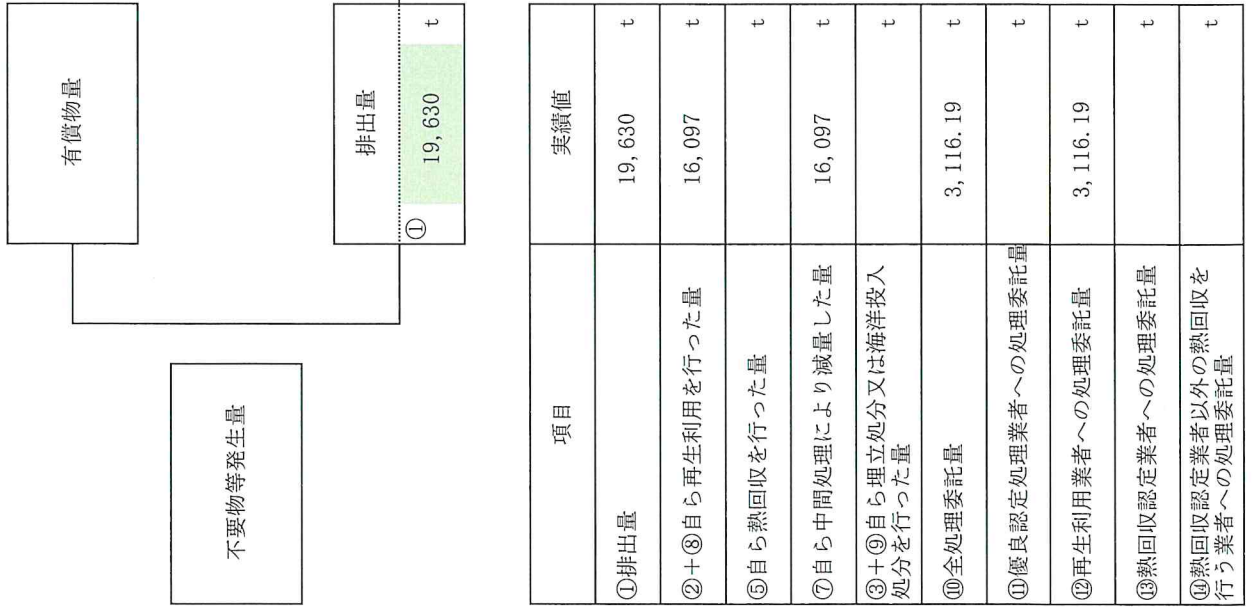 有償物量
不要物等発生量
排出量
① 19,630 t
項目 実績値
①排出量 19,630 t
②+⑧自ら再生利用を行った量 16,097 t
⑤自ら熱回収を行った量 t
⑦自ら中間処理により減量した量 16,097 t
③+⑨自ら埋立処分又は海洋投入
処分を行った量 t
⑩全処理委託量 3,116.19 t
⑪優良認定処理業者への処理委託量 t
⑫再生利用業者への処理委託量 3,116.19 t
⑬熱回収認定業者への処理委託量 t
⑭熱回収認定業者以外の熱回収を
行う業者への処理委託量 t